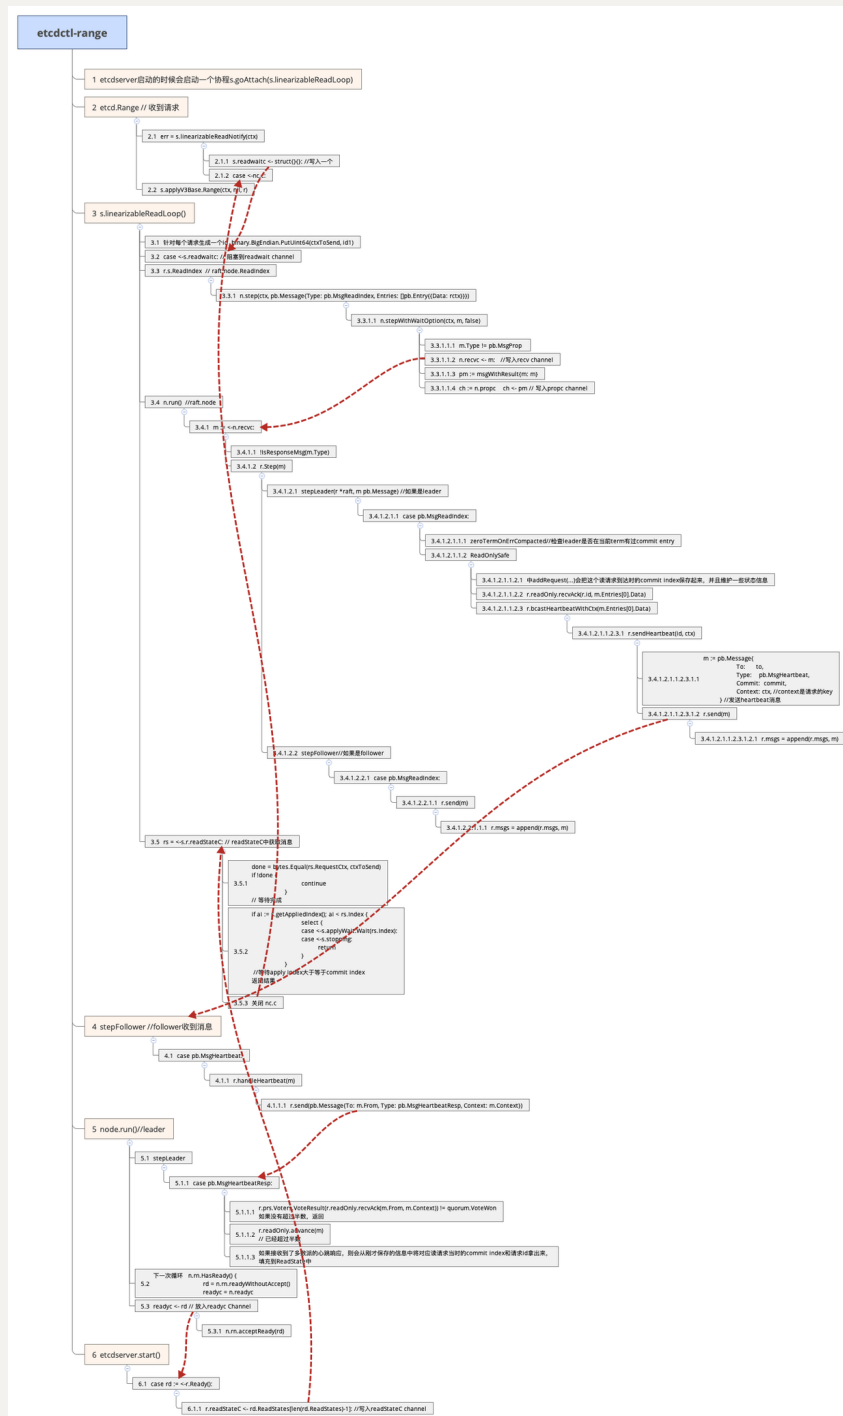 etcdctl-range
1 etcdserver启动的时候会启动一个协程s.goAttach(s.linearizableReadLoop)
2 etcd.Range // 收到请求
2.1 err = s.linearizableReadNotify(ctx)
2.1.1 s.readwaitc <- struct{}{}: //写入一个
2.1.2 case <-nc.c:
2.2 s.applyV3Base.Range(ctx, nil, r)
3 s.linearizableReadLoop()
3.1 针对每个请求生成一个id, binary.BigEndian.PutUint64(ctxToSend, id1)
3.2 case <-s.readwaitc: // 阻塞到readwait channel
3.3 r.s.ReadIndex // raft.node.ReadIndex
3.3.1 n.step(ctx, pb.Message{Type: pb.MsgReadIndex, Entries: []pb.Entry{{Data: rctx}}})
3.3.1.1 n.stepWithWaitOption(ctx, m, false)
3.3.1.1.1 m.Type != pb.MsgProp
3.3.1.1.2 n.recvc <- m: //写入recv channel
3.3.1.1.3 pm := msgWithResult{m: m}
3.3.1.1.4 ch := n.propc ch <- pm // 写入propc channel
3.4 n.run() //raft.node
3.4.1 m := <-n.recvc:
3.4.1.1 !IsResponseMsg(m.Type)
3.4.1.2 r.Step(m)
3.4.1.2.1 stepLeader(r *raft, m pb.Message) //如果是leader
3.4.1.2.1.1 case pb.MsgReadIndex:
3.4.1.2.1.1.1 zeroTermOnErrCompacted//检查leader是否在当前term有过commit entry
3.4.1.2.1.1.2 ReadOnlySafe
3.4.1.2.1.1.2.1 中addRequest(...)会把这个读请求到达时的commit index保存起来，并且维护一些状态信息
3.4.1.2.1.1.2.2 r.readOnly.recvAck(r.id, m.Entries[0].Data)
3.4.1.2.1.1.2.3 r.bcastHeartbeatWithCtx(m.Entries[0].Data)
3.4.1.2.1.1.2.3.1 r.sendHeartbeat(id, ctx)
m := pb.Message{
To: to,
Type: pb.MsgHeartbeat,
3.4.1.2.1.1.2.3.1.1
Commit: commit,
Context: ctx, //context是请求的key
} //发送heartbeat消息
3.4.1.2.1.1.2.3.1.2 r.send(m)
3.4.1.2.1.1.2.3.1.2.1 r.msgs = append(r.msgs, m)
3.4.1.2.2 stepFollower//如果是follower
3.4.1.2.2.1 case pb.MsgReadIndex:
3.4.1.2.2.1.1 r.send(m)
3.4.1.2.2.1.1.1 r.msgs = append(r.msgs, m)
3.5 rs = <-s.r.readStateC: // readStateC中获取消息
done = bytes.Equal(rs.RequestCtx, ctxToSend)
if !done {
3.5.1 continue
}
// 等待完成
if ai := s.getAppliedIndex(); ai < rs.Index {
select {
case <-s.applyWait.Wait(rs.Index):
case <-s.stopping:
3.5.2 return
}
}
//等待apply index大于等于commit index
返回结果
3.5.3 关闭 nc.c
4 stepFollower //follower收到消息
4.1 case pb.MsgHeartbeat:
4.1.1 r.handleHeartbeat(m)
4.1.1.1 r.send(pb.Message{To: m.From, Type: pb.MsgHeartbeatResp, Context: m.Context})
5 node.run()//leader
5.1 stepLeader
5.1.1 case pb.MsgHeartbeatResp:
5.1.1.1 r.prs.Voters.VoteResult(r.readOnly.recvAck(m.From, m.Context)) != quorum.VoteWon
如果没有超过半数，返回
5.1.1.2 r.readOnly.advance(m)
// 已经超过半数
5.1.1.3 如果接收到了多数派的心跳响应，则会从刚才保存的信息中将对应读请求当时的commit index和请求id拿出来，
填充到ReadState中
下一次循环 n.rn.HasReady() {
5.2 rd = n.rn.readyWithoutAccept()
readyc = n.readyc
5.3 readyc <- rd // 放入readyc Channel
5.3.1 n.rn.acceptReady(rd)
6 etcdserver.start()
6.1 case rd := <-r.Ready():
6.1.1 r.readStateC <- rd.ReadStates[len(rd.ReadStates)-1]: //写入readStateC channel